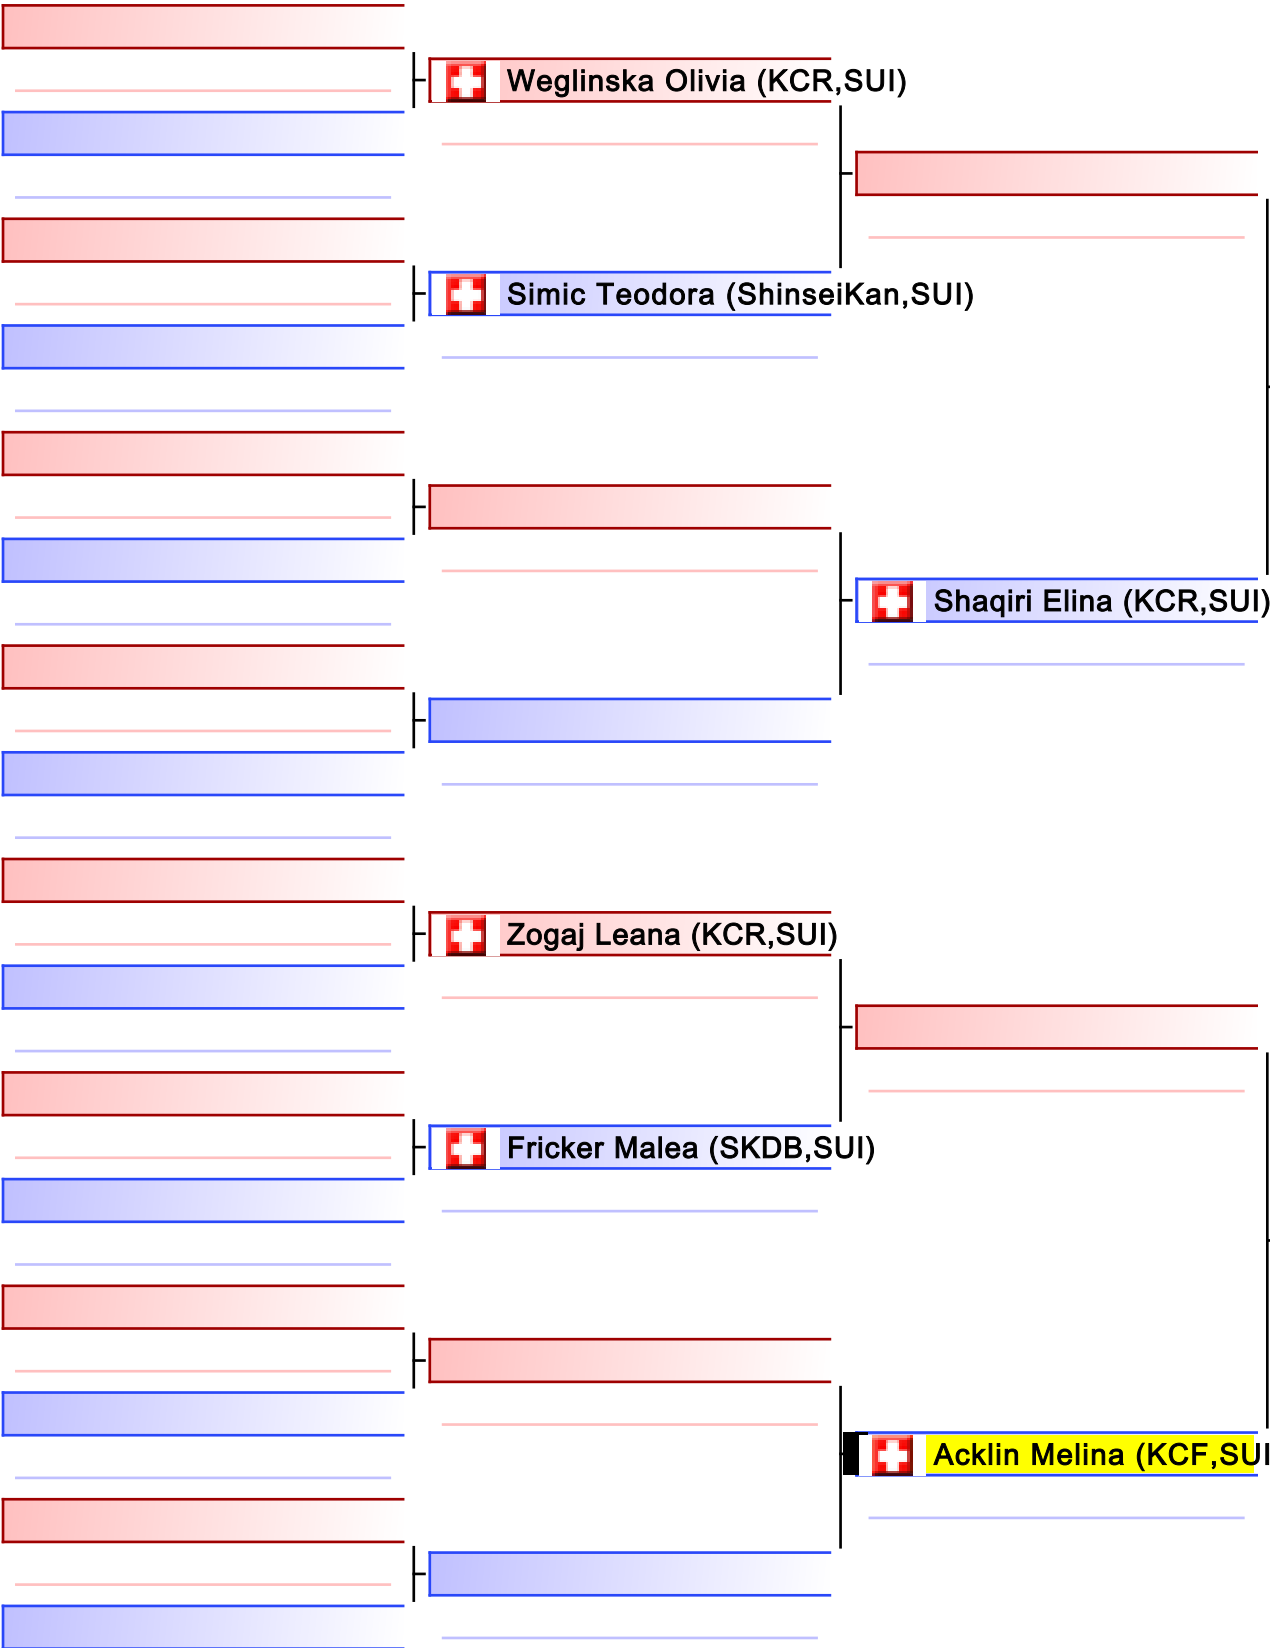 Weglinska Olivia (KCR,SUI)
Simic Teodora (ShinseiKan,SUI)
Shaqiri Elina (KCR,SUI)
Zogaj Leana (KCR,SUI)
Fricker Malea (SKDB,SUI)
Acklin Melina (KCF,SUI